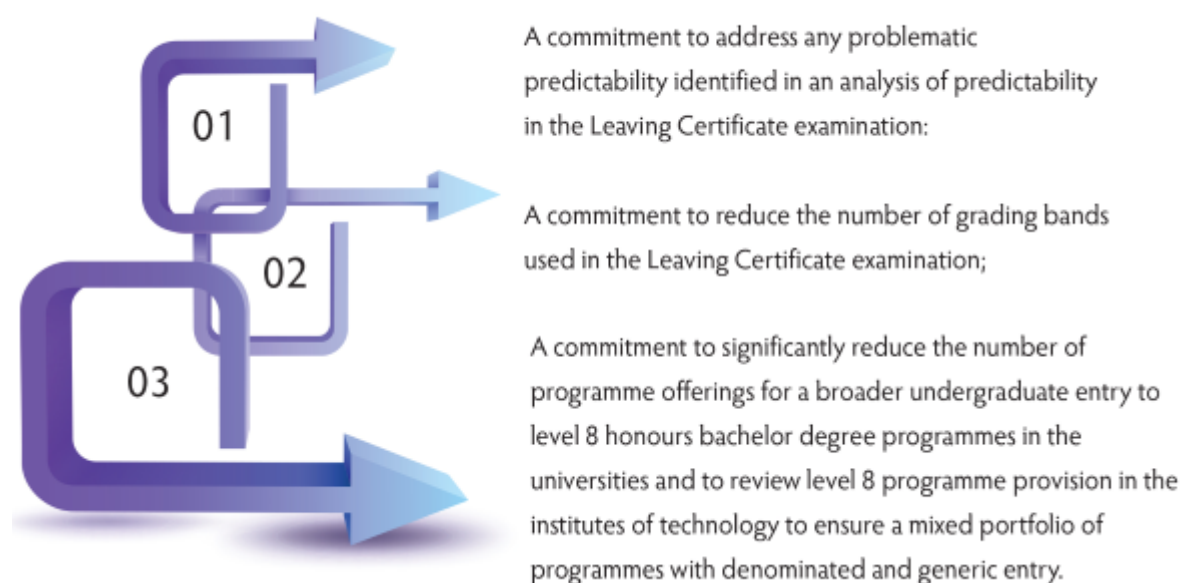 01
A commitment to address any problematic
predictability identified in an analysis of predictability
in the Leaving Certificate examination:
02
A commitment to reduce the number of grading bands
used in the Leaving Certificate examination;
03
A commitment to significantly reduce the number of
programme offerings for a broader undergraduate entry to
level 8 honours bachelor degree programmes in the
universities and to review level 8 programme provision in the
institutes of technology to ensure a mixed portfolio of
programmes with denominated and generic entry.